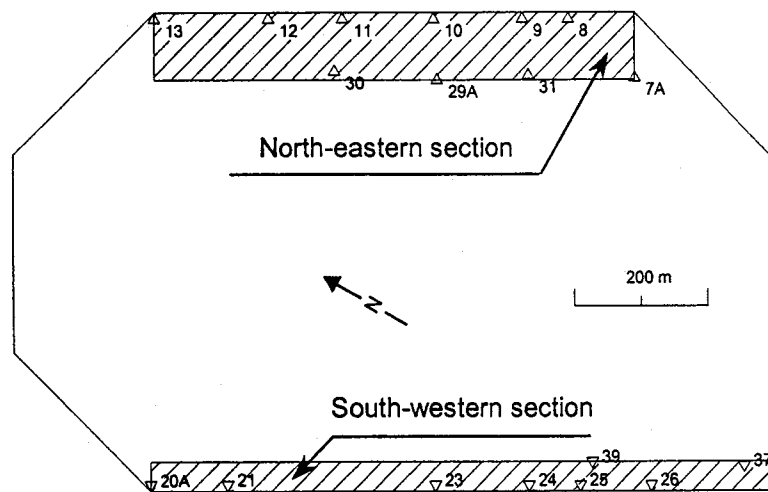 13 12 11 10 9 8
30 29A 31 7A
North-eastern section
200 m
N
South-western section
39 37
20A 21 23 24 25 26